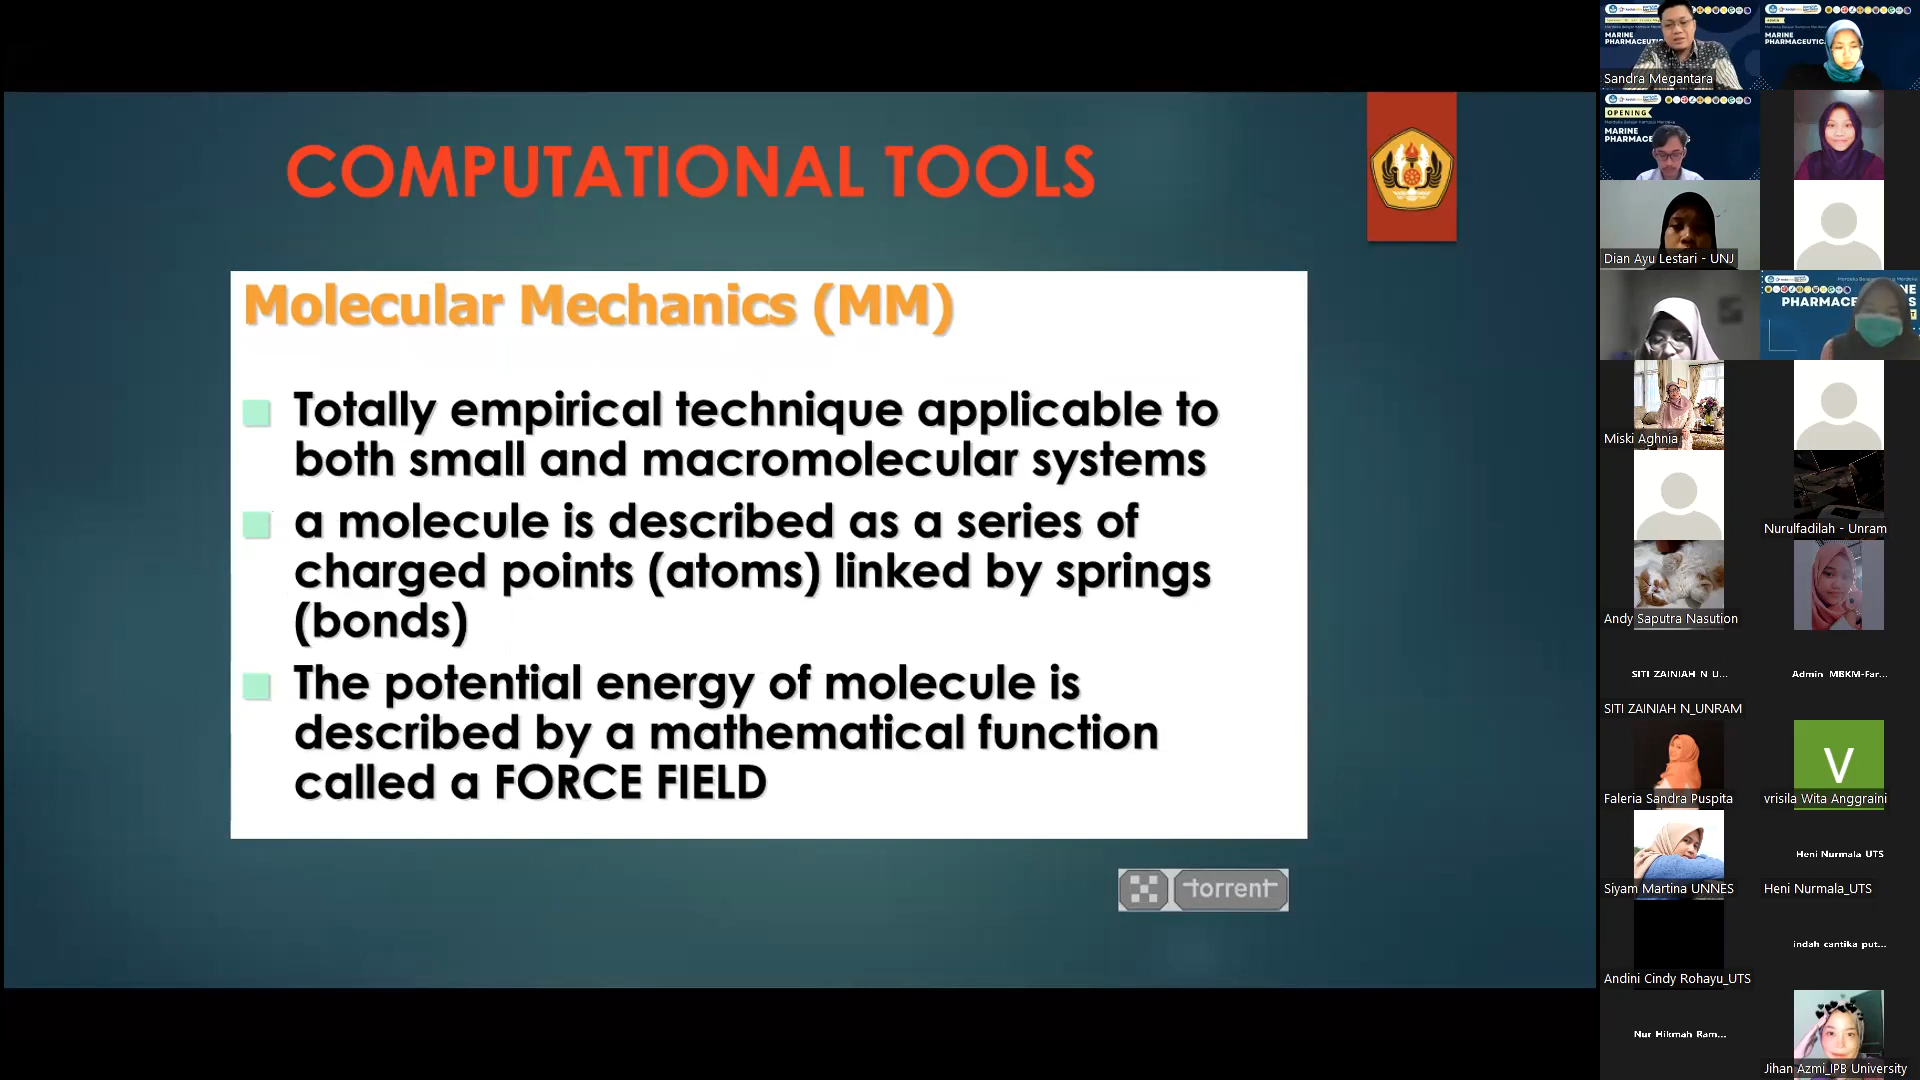 COMPUTATIONAL TOOLS
Molecular Mechanics (MM)
Totally empirical technique applicable to
both small and macromolecular systems
a molecule is described as a series of
charged points (atoms) linked by springs
(bonds)
The potential energy of molecule is
described by a mathematical function
called a FORCE FIELD
torrent
MARINE
Sandra Megantara
MARINE
OPENING
MARINE
Dian Ayu Lestari - UNJ
Miski Aghnia
Nurulfadilah - Unram
Andy Saputra Nasution
SITI ZAINIAH N U...
Admin MBKM-Far...
SITI ZAINIAH N_UNRAM
Faleria Sandra Puspita
V
vrisila Wita Anggraini
Siyam Martina UNNES
Heni Nurmala UTS
Heni Nurmala_UTS
Andini Cindy Rohayu_UTS
indah cantika put...
Nur Hikmah Ram...
Jihan Azmi_IPB University